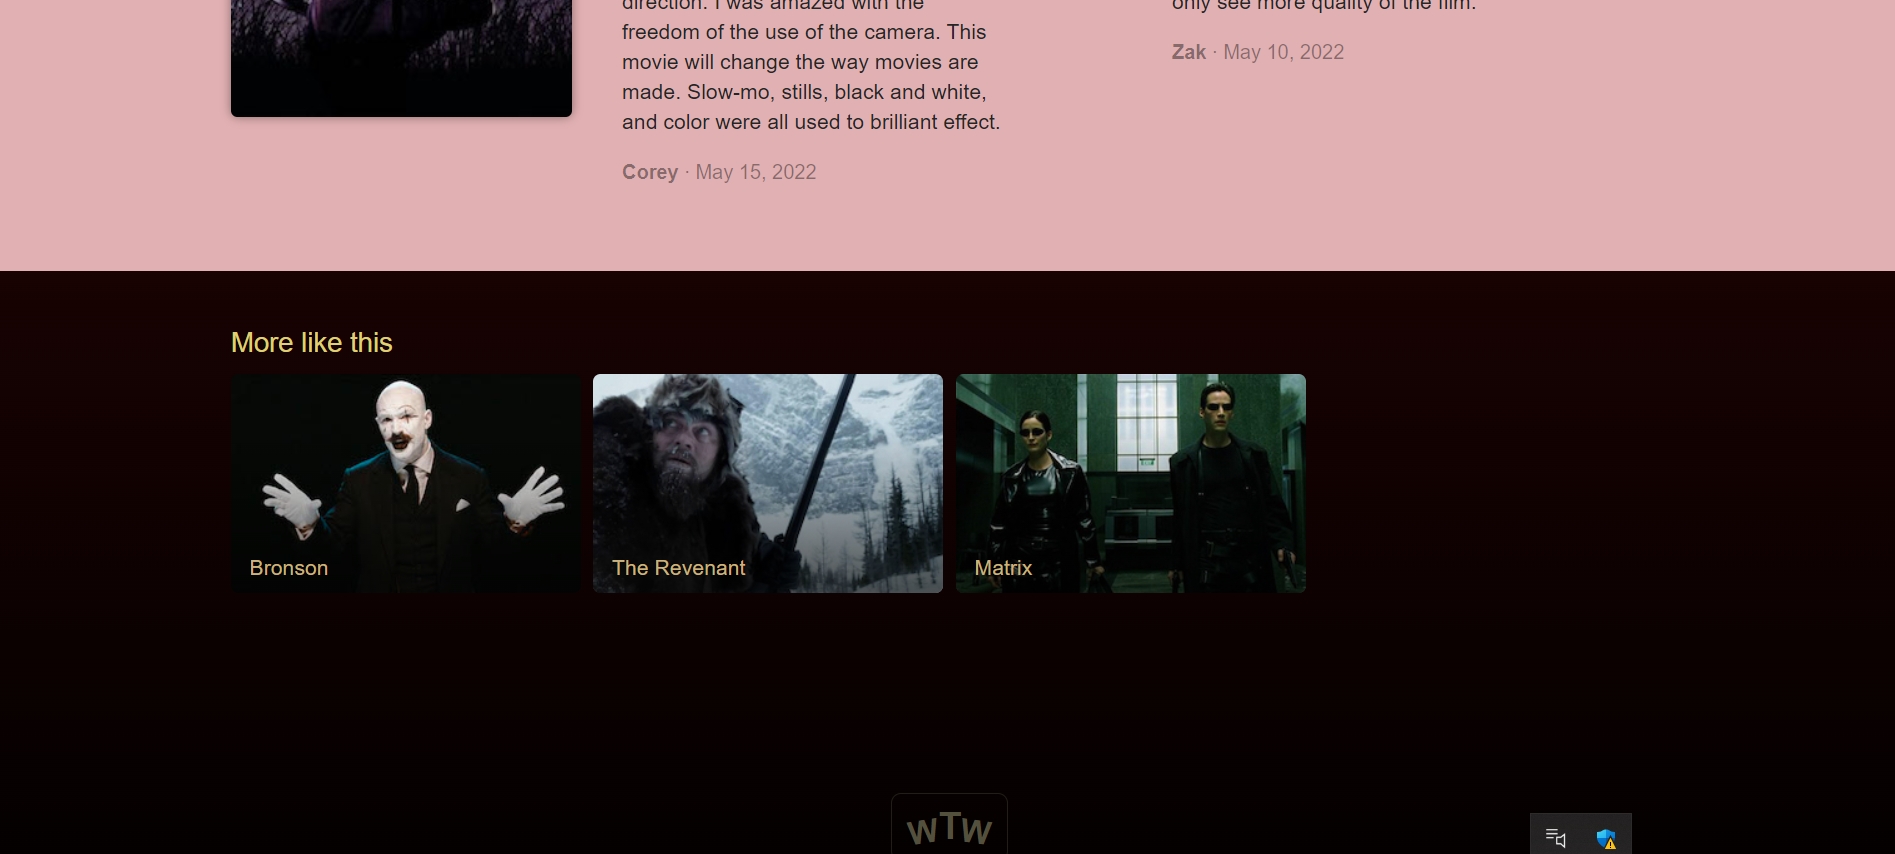 direction. I was amazed with the
freedom of the use of the camera. This
movie will change the way movies are
made. Slow-mo, stills, black and white,
and color were all used to brilliant effect.
Corey · May 15, 2022
only see more quality of the film.
Zak · May 10, 2022
More like this
Bronson
The Revenant
Matrix
WTW